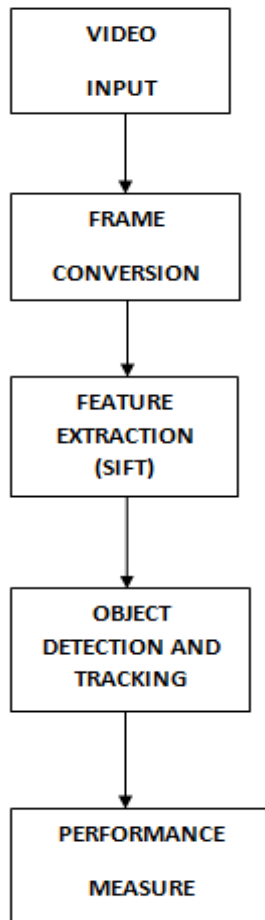 VIDEO
INPUT
FRAME
CONVERSION
FEATURE
EXTRACTION
(SIFT)
OBJECT
DETECTION AND
TRACKING
PERFORMANCE
MEASURE